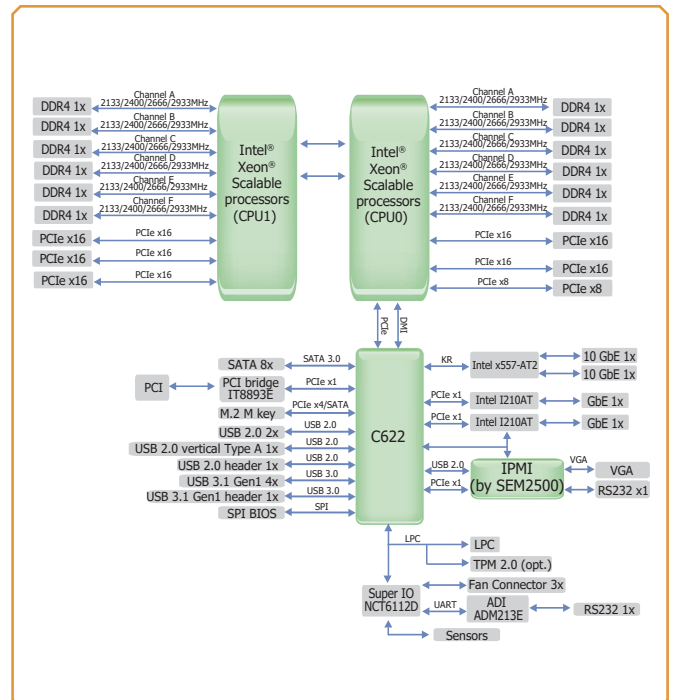 Channel A
DDR4 1x
2133/2400/2666/2933MHz
Channel B
DDR4 1x
2133/2400/2666/2933MHz
Channel C
DDR4 1x
2133/2400/2666/2933MHz
Channel D
DDR4 1x
2133/2400/2666/2933MHz
Channel E
DDR4 1x
2133/2400/2666/2933MHz
Channel F
DDR4 1x
2133/2400/2666/2933MHz
PCIe x16
PCIe x16
PCIe x16
PCIe x16
PCIe x16
PCIe x16
Intel®
Xeon®
Scalable
processors
(CPU1)
Intel®
Xeon®
Scalable
processors
(CPU0)
Channel A
2133/2400/2666/2933MHz
DDR4 1x
Channel B
2133/2400/2666/2933MHz
DDR4 1x
Channel C
2133/2400/2666/2933MHz
DDR4 1x
Channel D
2133/2400/2666/2933MHz
DDR4 1x
Channel E
2133/2400/2666/2933MHz
DDR4 1x
Channel F
2133/2400/2666/2933MHz
DDR4 1x
PCIe x16
PCIe x16
PCIe x16
PCIe x16
PCIe x8
PCIe x8
PCIe
DMI
SATA 8x
SATA 3.0
PCI
PCI bridge
IT8893E
PCIe x1
M.2 M key
PCIe x4/SATA
USB 2.0 2x
USB 2.0
USB 2.0 vertical Type A 1x
USB 2.0
USB 2.0 header 1x
USB 2.0
USB 3.1 Gen1 4x
USB 3.0
USB 3.1 Gen1 header 1x
USB 3.0
SPI BIOS
SPI
C622
KR
Intel x557-AT2
10 GbE 1x
10 GbE 1x
PCIe x1
Intel I210AT
GbE 1x
PCIe x1
Intel I210AT
GbE 1x
USB 2.0
PCIe x1
IPMI
(by SEM2500)
VGA
VGA
RS232 x1
LPC
LPC
TPM 2.0 (opt.)
Super IO
NCT6112D
Fan Connector 3x
UART
ADI
ADM213E
RS232 1x
Sensors